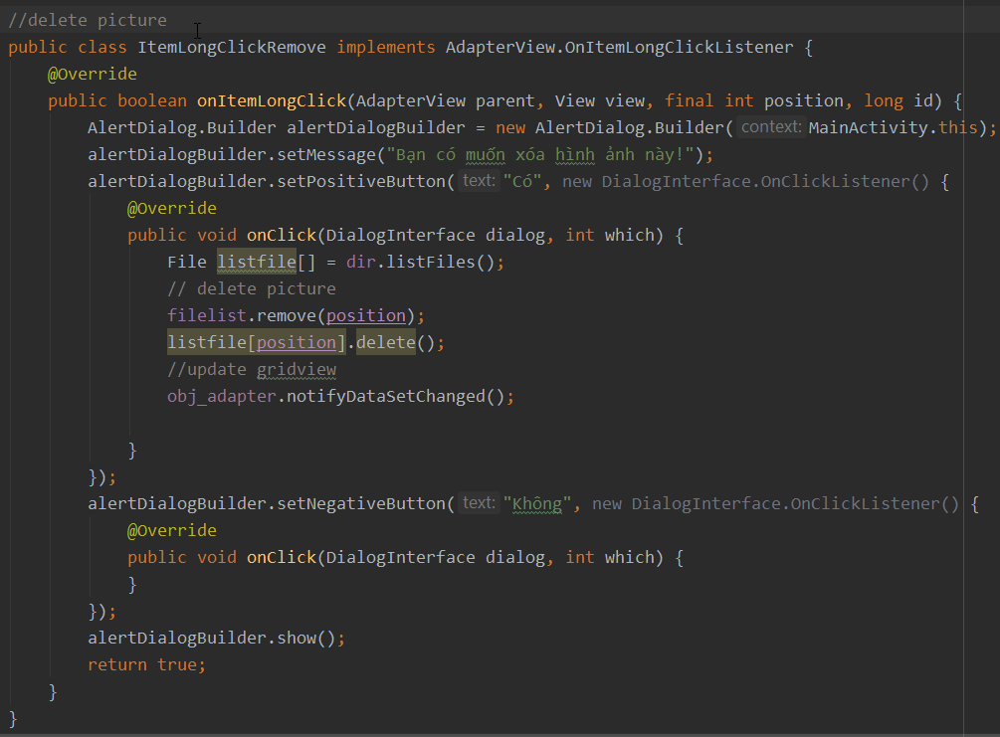 //delete picture
public class ItemLongClickRemove implements AdapterView.OnItemLongClickListener {
@Override
public boolean onItemLongClick(AdapterView parent, View view, final int position, long id) {
AlertDialog.Builder alertDialogBuilder = new AlertDialog.Builder( context: MainActivity.this);
alertDialogBuilder.setMessage("Bạn có muốn xóa hình ảnh này!");
alertDialogBuilder.setPositiveButton( text: "Có", new DialogInterface.OnClickListener() {
@Override
public void onClick(DialogInterface dialog, int which) {
File listfile[] = dir.listFiles();
// delete picture
filelist.remove(position);
listfile[position].delete();
//update gridview
obj_adapter.notifyDataSetChanged();
}
});
alertDialogBuilder.setNegativeButton( text: "Không", new DialogInterface.OnClickListener() {
@Override
public void onClick(DialogInterface dialog, int which) {
}
});
alertDialogBuilder.show();
return true;
}
}